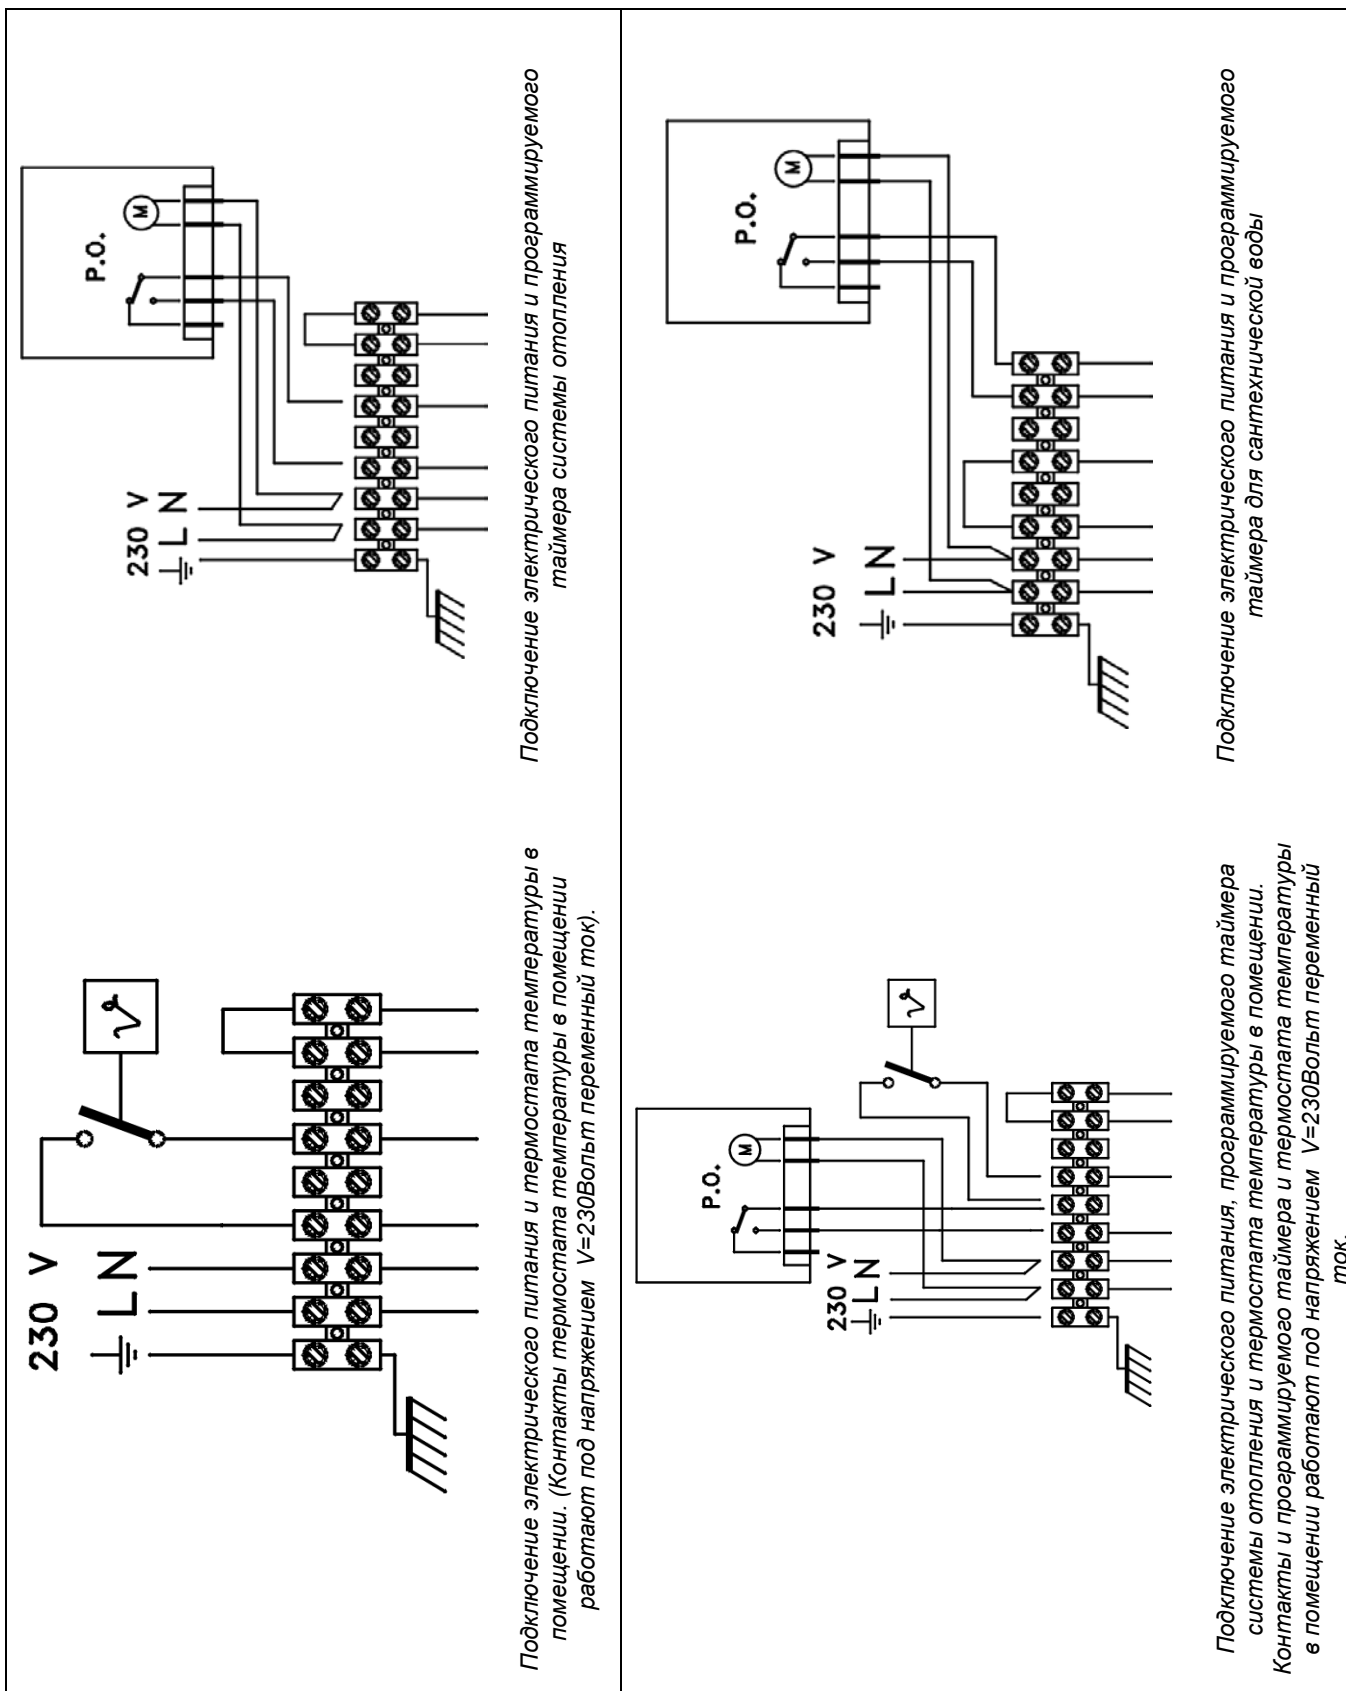 230 V
L N
Подключение электрического питания и термостата температуры в
помещении. (Контакты термостата температуры в помещении
работают под напряжением V=230Вольт переменный ток).
P.O.
M
230 V
L N
Подключение электрического питания и программируемого
таймера системы отопления
P.O.
M
230 V
L N
Подключение электрического питания, программируемого таймера
системы отопления и термостата температуры в помещении.
Контакты и программируемого таймера и термостата температуры
в помещении работают под напряжением V=230Вольт переменный
ток.
P.O.
M
230 V
L N
Подключение электрического питания и программируемого
таймера для сантехнической воды